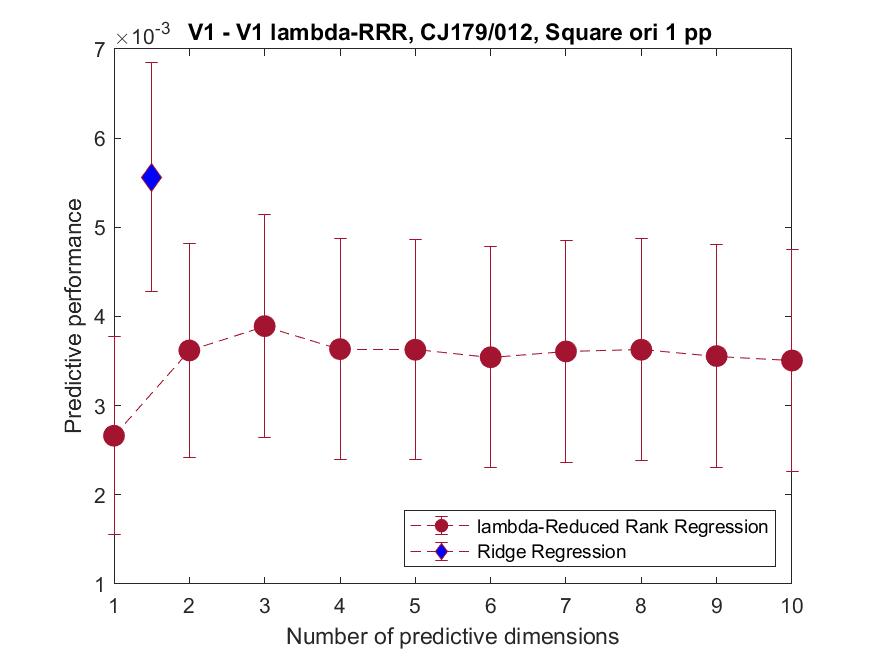 ×10-3
V1 - V1 lambda-RRR, CJ179/012, Square ori 1 pp
7
6
5
4
3
2
1
Predictive performance
1 2 3 4 5 6 7 8 9 10
Number of predictive dimensions
lambda-Reduced Rank Regression
Ridge Regression